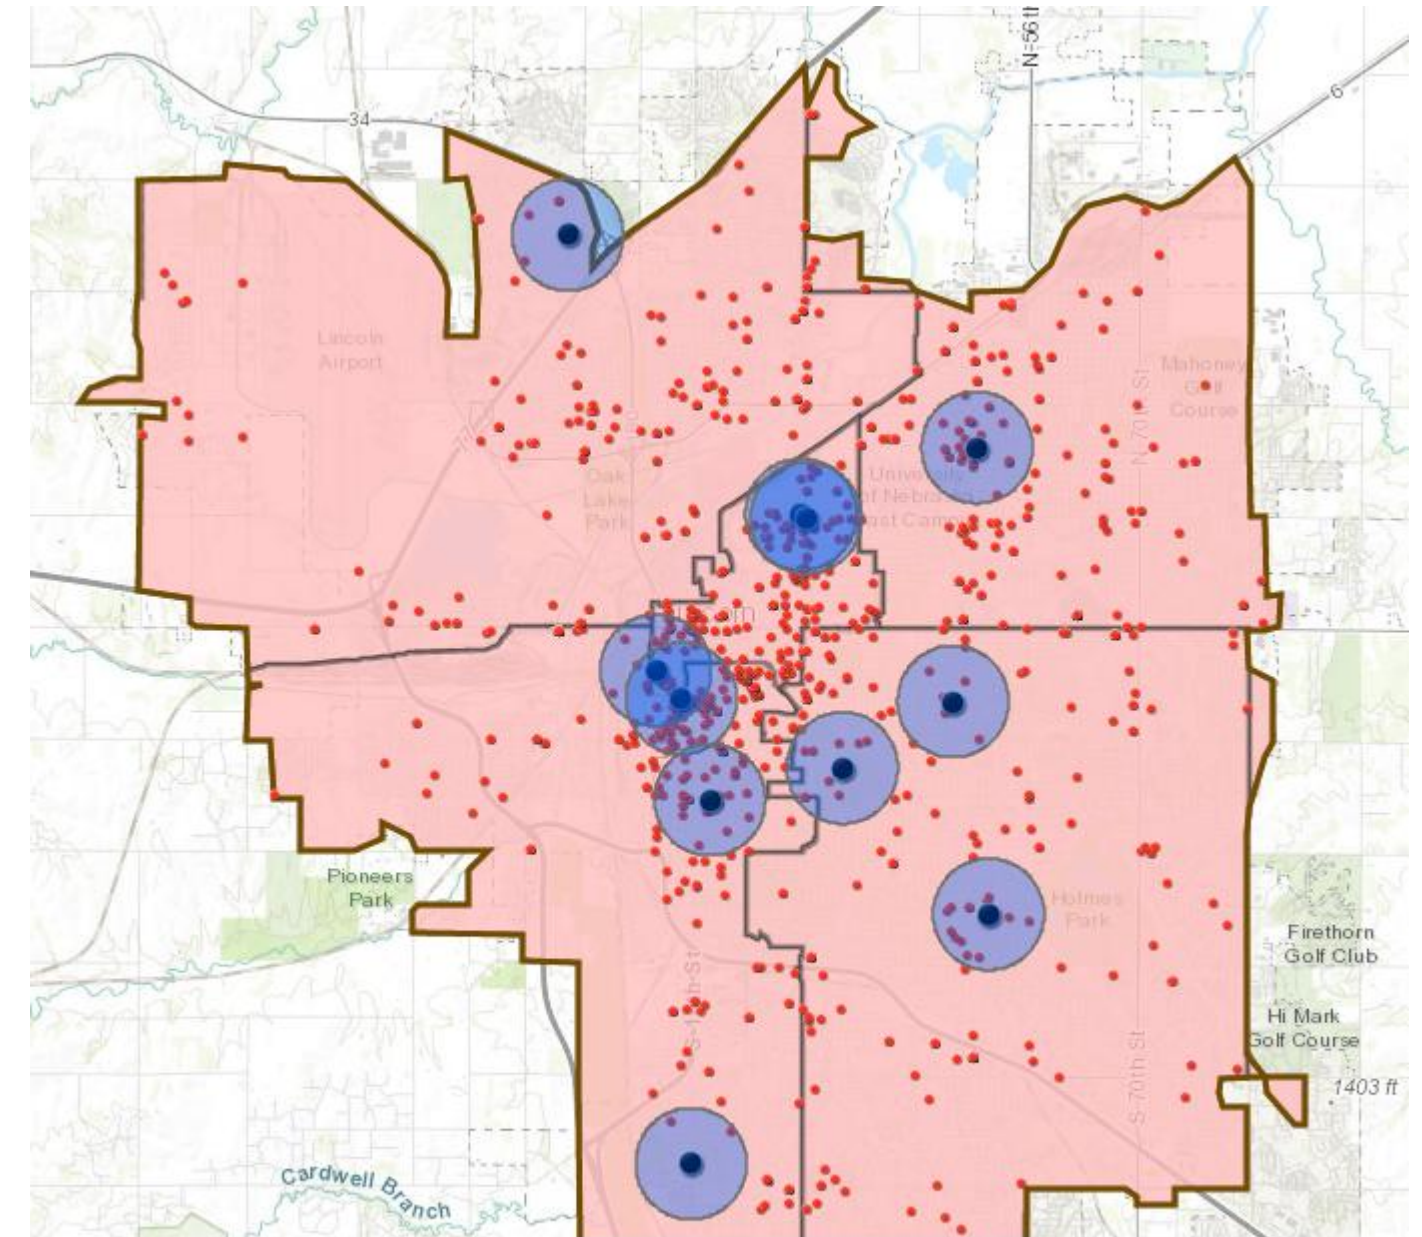 N 56th
6
34
Lincoln
Airport
77
N 70th St
Mahoney
Golf
Course
Oak
Lake
Park
University
of Nebraska
East Campus
Pioneers
Park
Holmes
Park
Firethorn
Golf Club
Hi Mark
Golf Course
S 70th St
1403 ft
Cardwell Branch